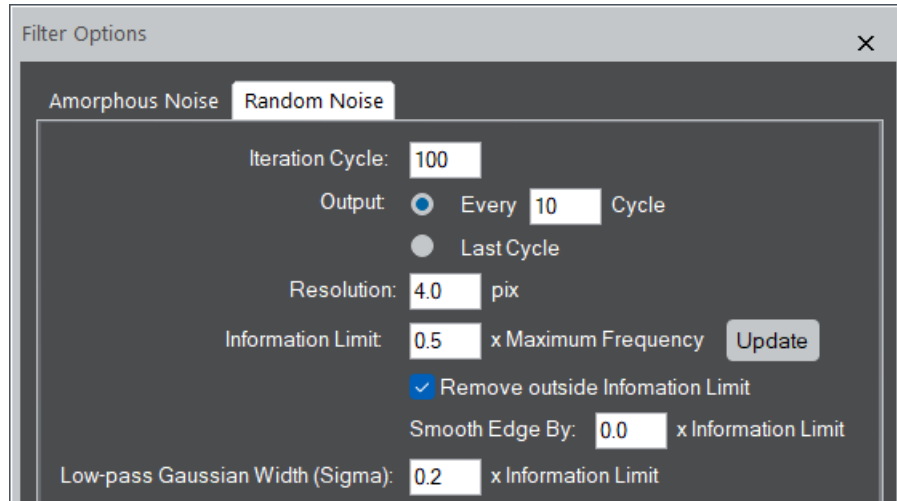 Filter Options
Amorphous Noise Random Noise
Iteration Cycle: 100
Output: Every 10 Cycle
Last Cycle
Resolution: 4.0 pix
Information Limit: 0.5 x Maximum Frequency Update
Remove outside Infomation Limit
Smooth Edge By: 0.0 x Information Limit
Low-pass Gaussian Width (Sigma): 0.2 x Information Limit